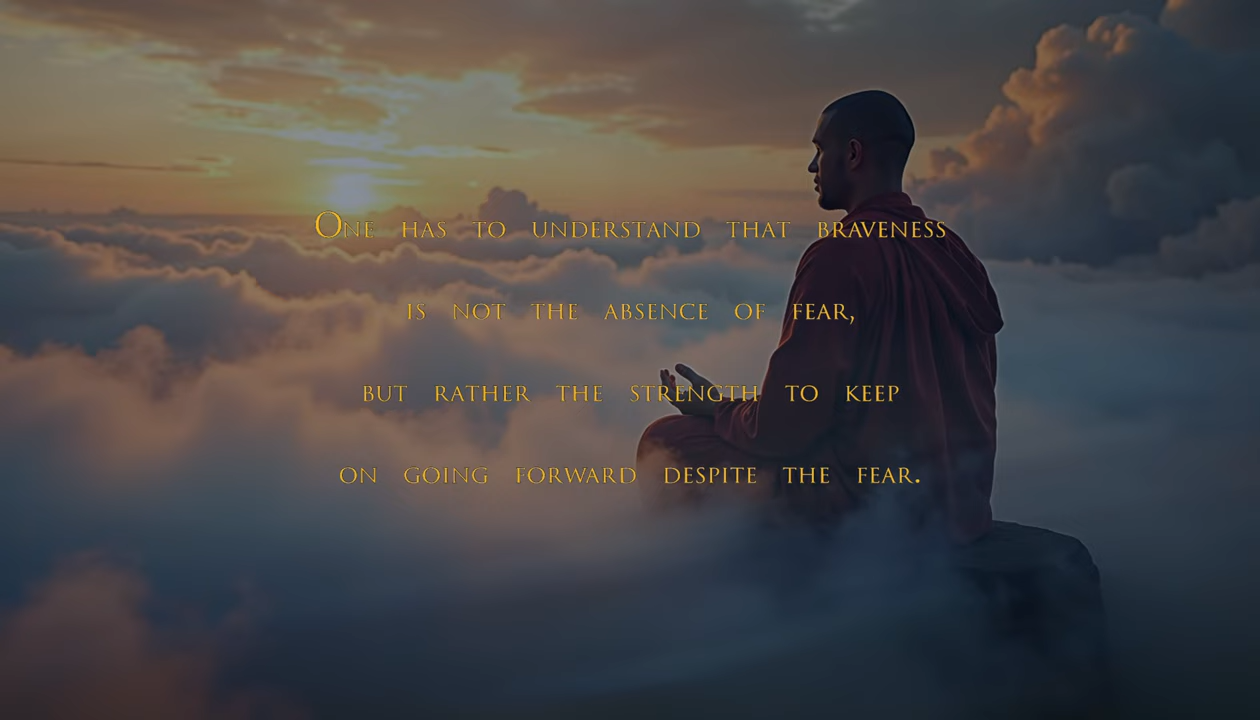 One has to understand that braveness
is not the absence of fear,
but rather the strength to keep
on going forward despite the fear.